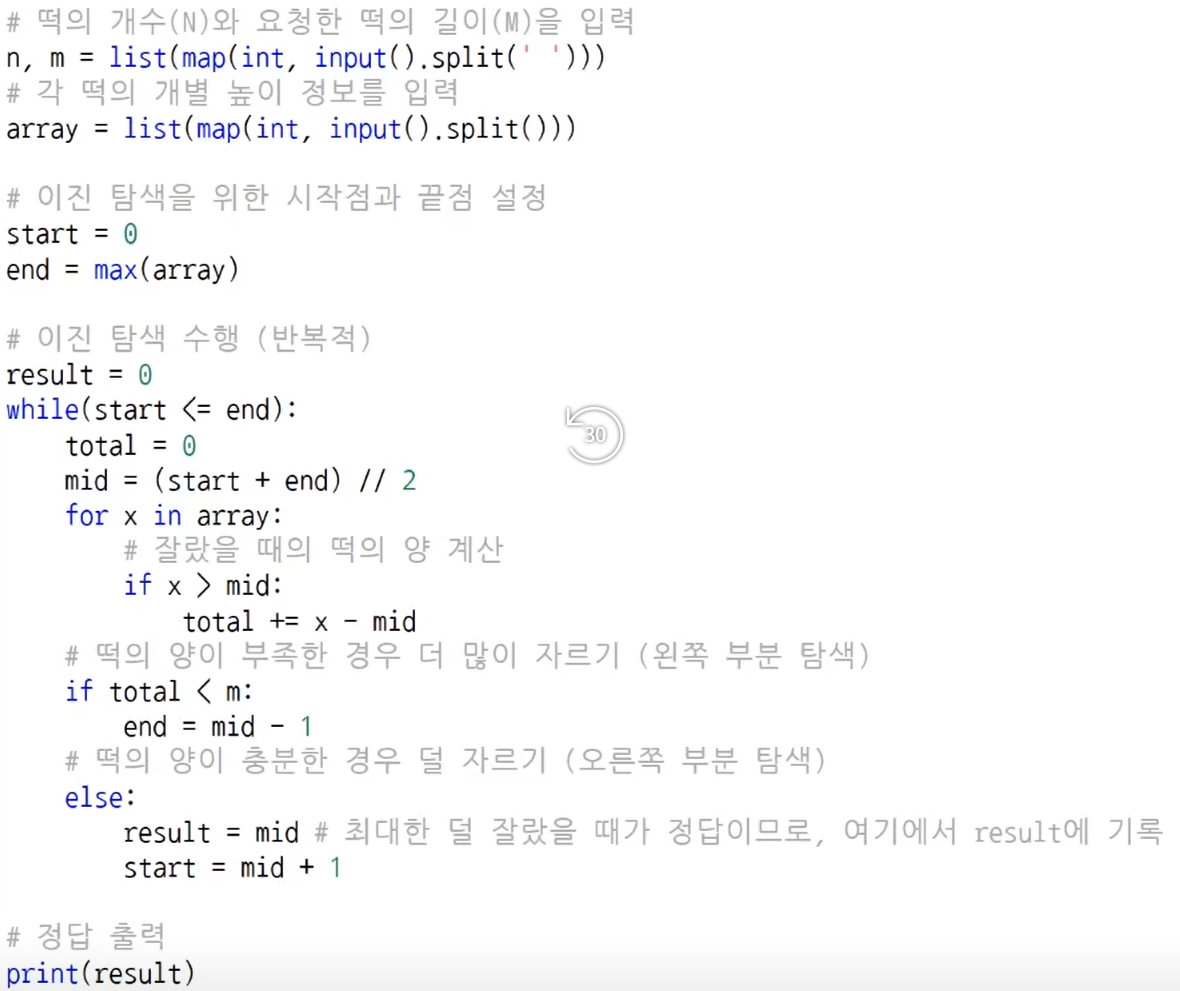 # 떡의 개수(N)와 요청한 떡의 길이(M)을 입력
n, m = list(map(int, input().split(' ')))
# 각 떡의 개별 높이 정보를 입력
array = list(map(int, input().split()))
# 이진 탐색을 위한 시작점과 끝점 설정
start = 0
end = max(array)
# 이진 탐색 수행 (반복적)
result = 0
while(start <= end):
    total = 0
    mid = (start + end) // 2
    for x in array:
        # 잘랐을 때의 떡의 양 계산
        if x > mid:
            total += x - mid
    # 떡의 양이 부족한 경우 더 많이 자르기 (왼쪽 부분 탐색)
    if total < m:
        end = mid - 1
    # 떡의 양이 충분한 경우 덜 자르기 (오른쪽 부분 탐색)
    else:
        result = mid # 최대한 덜 잘랐을 때가 정답이므로, 여기에서 result에 기록
        start = mid + 1
# 정답 출력
print(result)
30